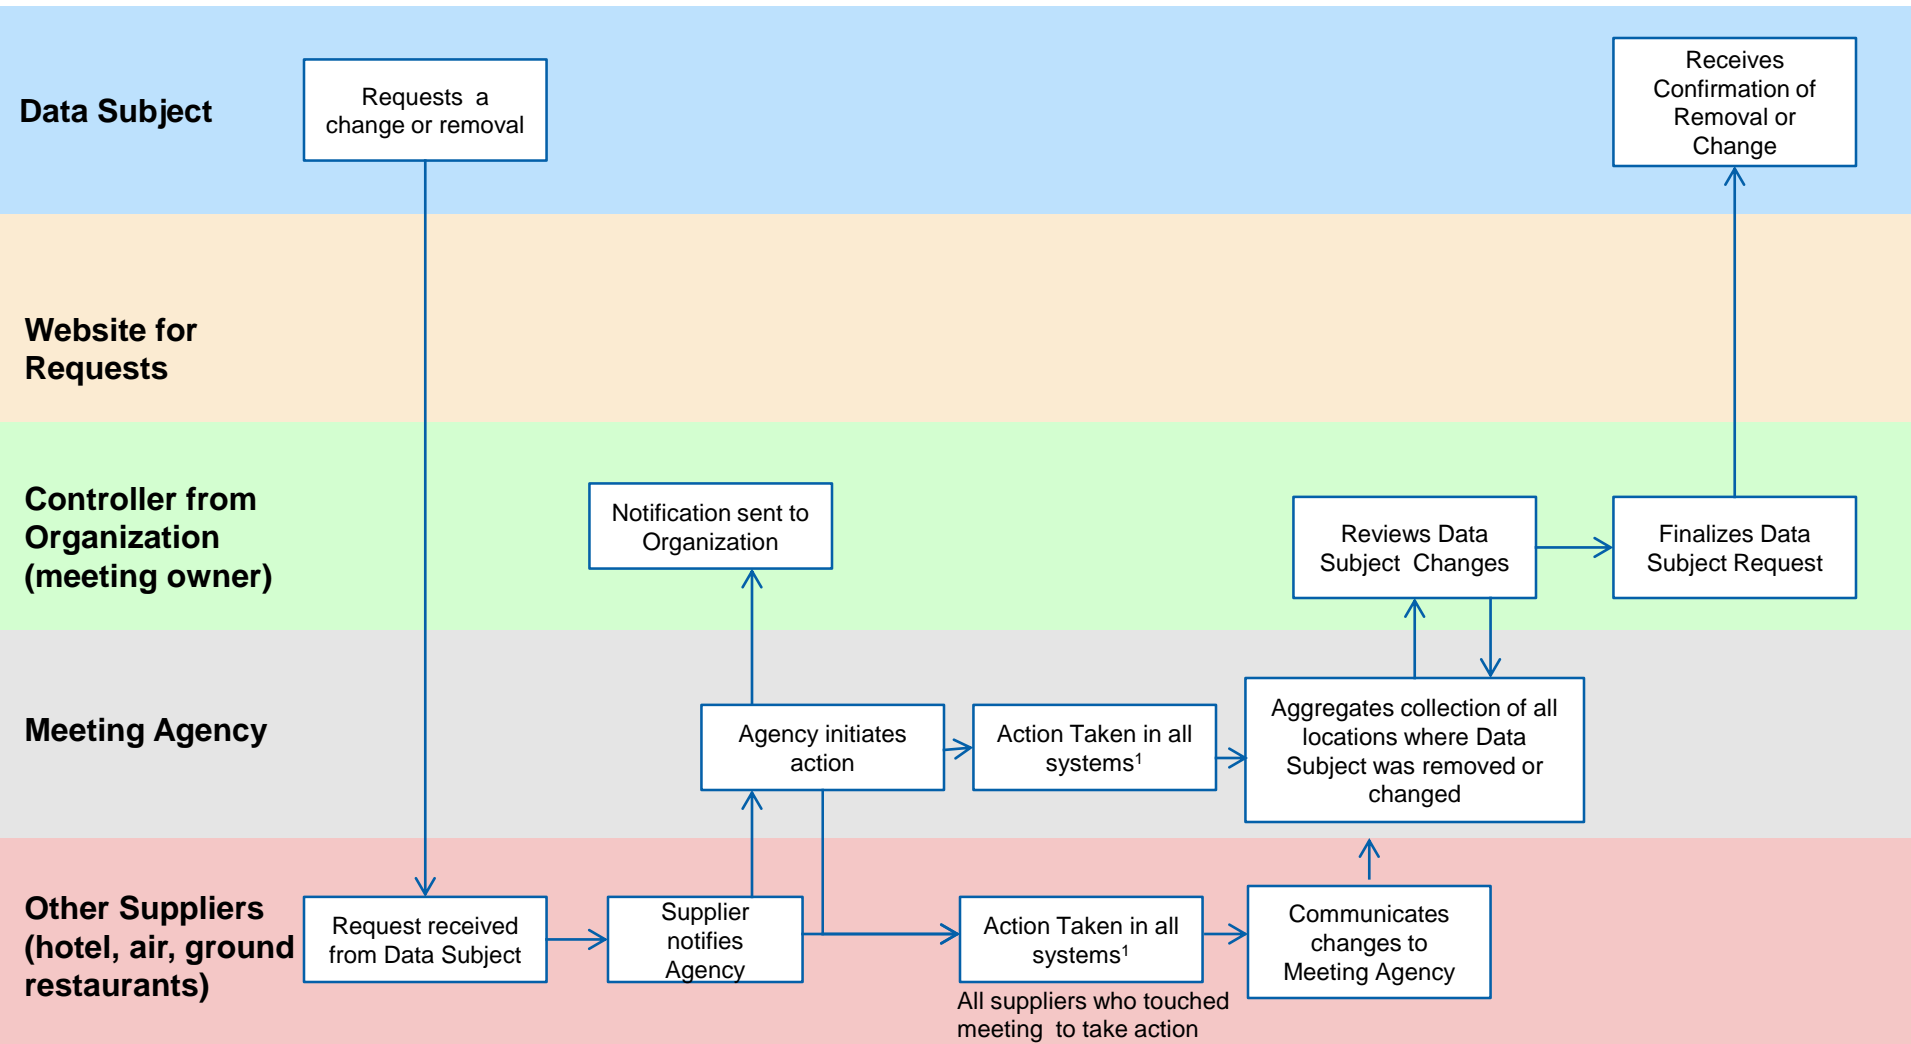 Data Subject
Requests a
change or removal
Receives
Confirmation of
Removal or
Change
Website for
Requests
Controller from
Organization
(meeting owner)
Notification sent to
Organization
Reviews Data
Subject Changes
Finalizes Data
Subject Request
Meeting Agency
Agency initiates
action
Action Taken in all
systems¹
Aggregates collection of all
locations where Data
Subject was removed or
changed
Other Suppliers
(hotel, air, ground
restaurants)
Request received
from Data Subject
Supplier
notifies
Agency
Action Taken in all
systems¹
All suppliers who touched
meeting to take action
Communicates
changes to
Meeting Agency